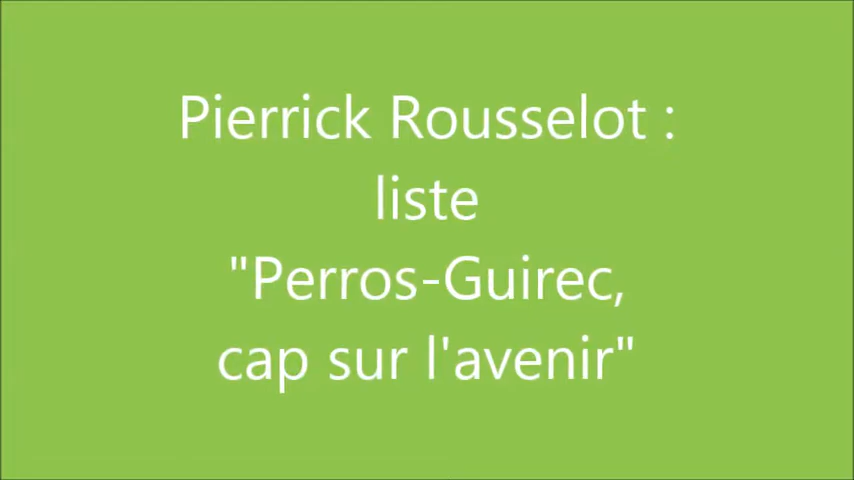 Pierrick Rousselot :
liste
"Perros-Guirec,
cap sur l'avenir"